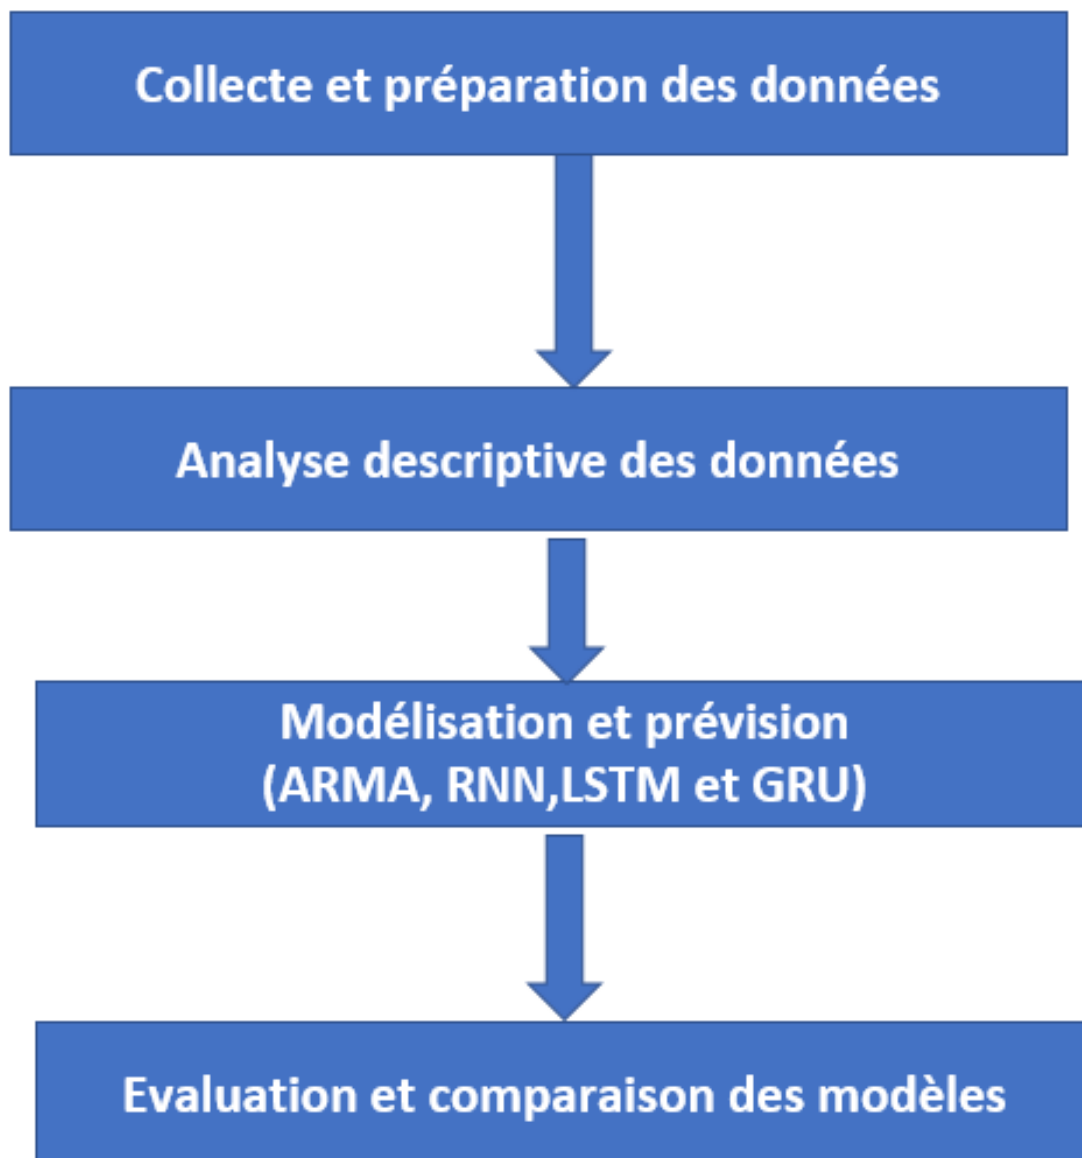 Collecte et préparation des données
Analyse descriptive des données
Modélisation et prévision
(ARMA, RNN,LSTM et GRU)
Evaluation et comparaison des modèles